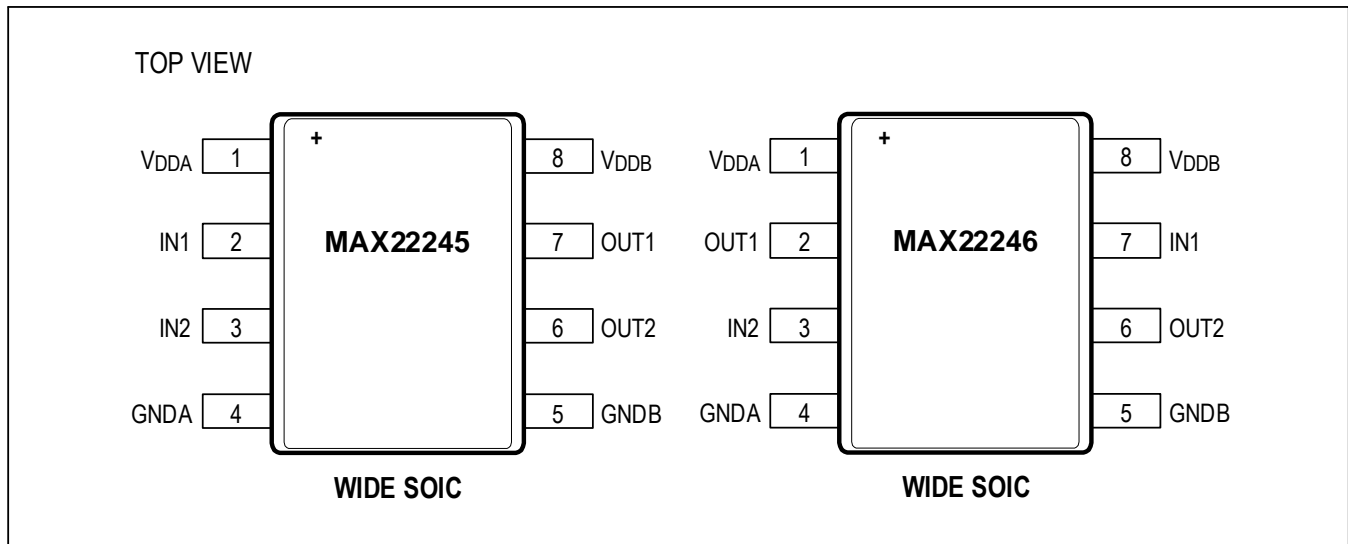 TOP VIEW
+
VDDA 1
8 VDDB
IN1 2
MAX22245
7 OUT1
IN2 3
6 OUT2
GNDA 4
5 GNDB
WIDE SOIC
+
VDDA 1
8 VDDB
OUT1 2
MAX22246
7 IN1
IN2 3
6 OUT2
GNDA 4
5 GNDB
WIDE SOIC